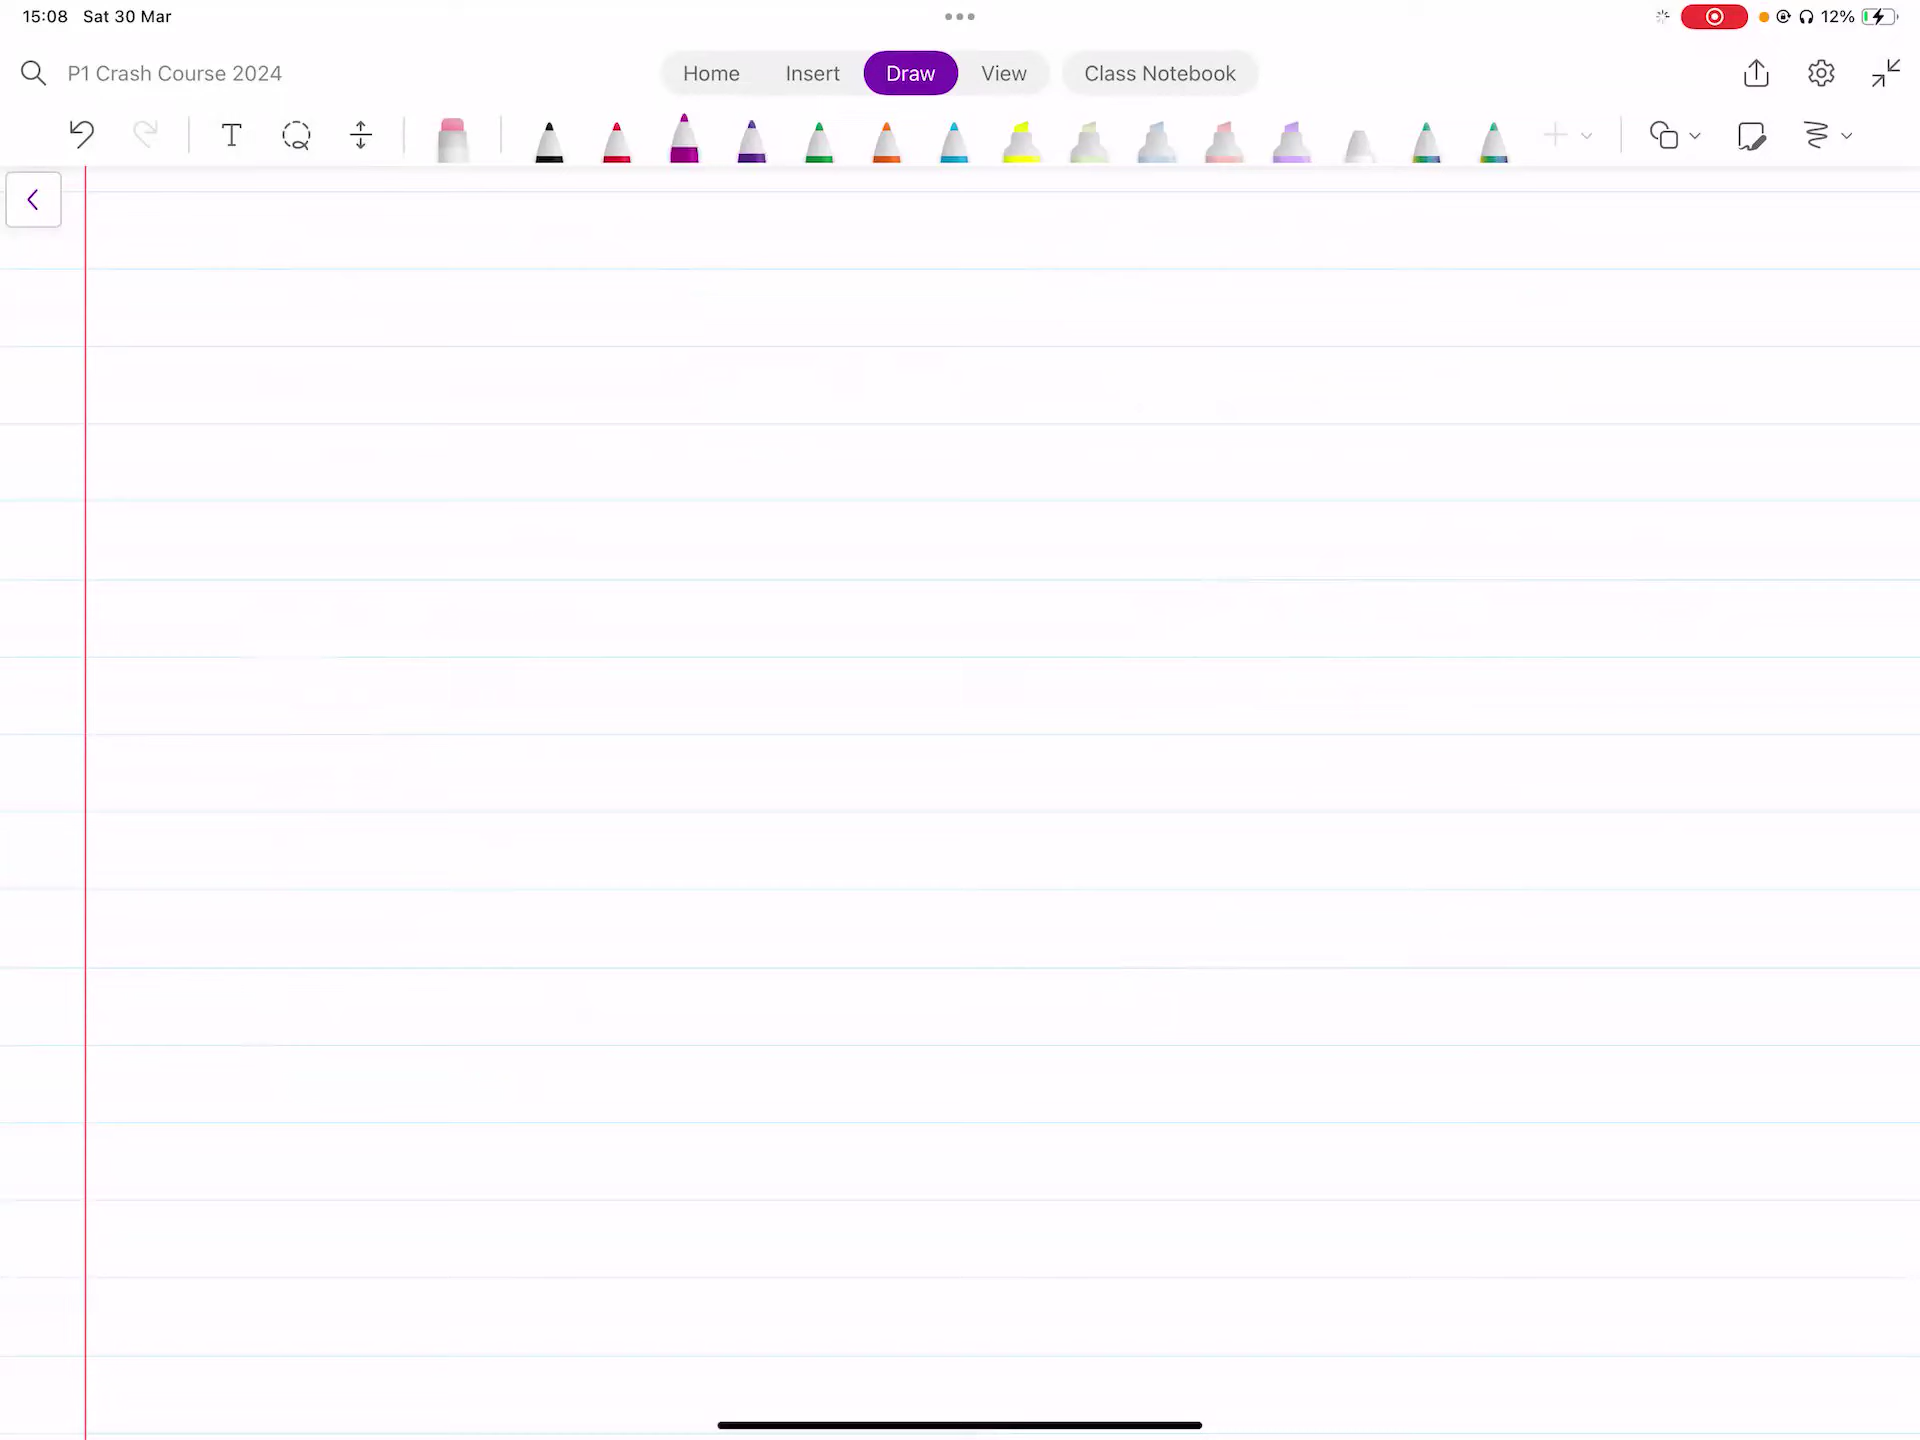 15:08 Sat 30 Mar
12%
P1 Crash Course 2024
Home Insert Draw View Class Notebook
T